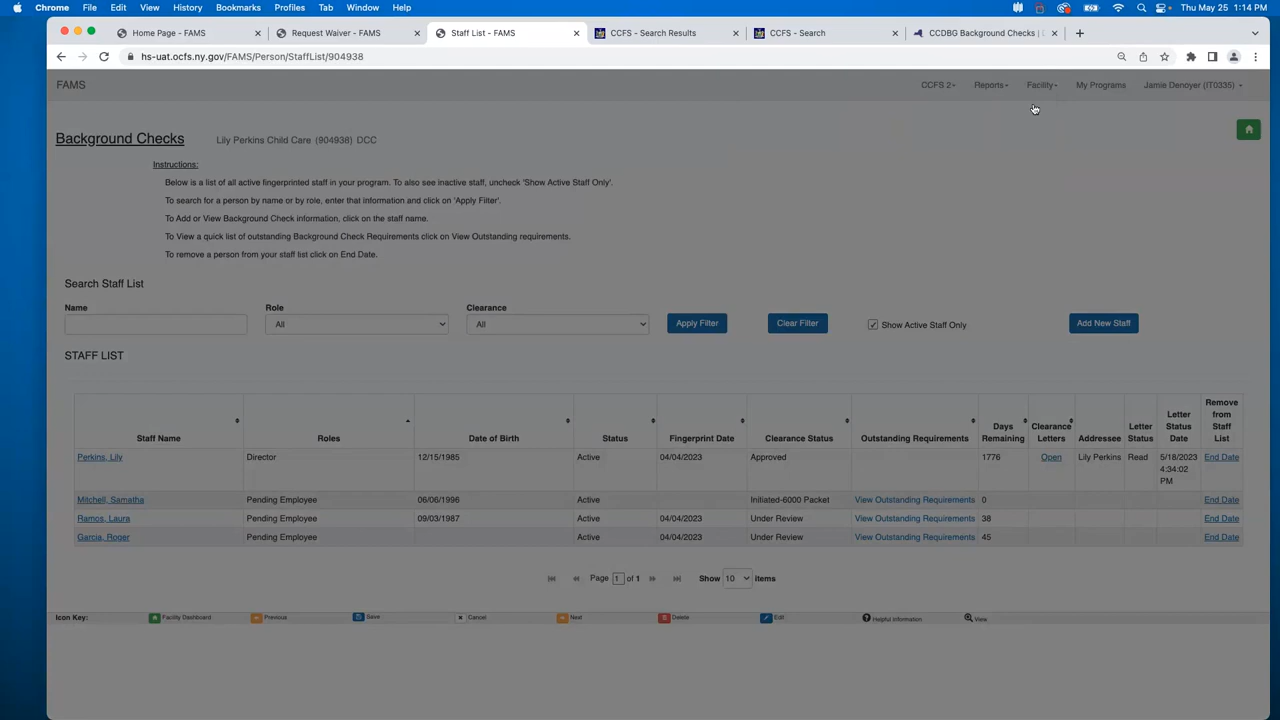 Chrome File Edit View History Bookmarks Profiles Tab Window Help Thu May 25 1:14 PM
Home Page - FAMS × Request Waiver - FAMS × Staff List - FAMS × CCFS - Search Results × CCFS - Search × CCDBG Background Checks | × +
hs-uat.ocfs.ny.gov/FAMS/Person/StaffList/904938
FAMS CCFS 2 Reports Facility My Programs Jamie Denoyer (IT0335)
Background Checks Lily Perkins Child Care (904938) DCC
Instructions:
Below is a list of all active fingerprinted staff in your program. To also see inactive staff, uncheck 'Show Active Staff Only'.
To search for a person by name or by role, enter that information and click on 'Apply Filter'.
To Add or View Background Check information, click on the staff name.
To View a quick list of outstanding Background Check Requirements click on View Outstanding requirements.
To remove a person from your staff list click on End Date.
Search Staff List
Name Role Clearance
All All Apply Filter Clear Filter Show Active Staff Only Add New Staff
STAFF LIST
Staff Name Roles Date of Birth Status Fingerprint Date Clearance Status Outstanding Requirements Days Remaining Clearance Letters Addressee Letter Status Letter Status Date Remove from Staff List
Perkins, Lily Director 12/15/1985 Active 04/04/2023 Approved 1776 Open Lily Perkins Read 5/18/2023 4:34:02 PM End Date
Mitchell, Samatha Pending Employee 06/06/1996 Active Initiated-6000 Packet View Outstanding Requirements 0 End Date
Ramos, Laura Pending Employee 09/03/1987 Active 04/04/2023 Under Review View Outstanding Requirements 38 End Date
Garcia, Roger Pending Employee Active 04/04/2023 Under Review View Outstanding Requirements 45 End Date
Page 1 of 1 Show 10 items
Icon Key: Facility Dashboard Previous Save Cancel Next Delete Edit Helpful Information View